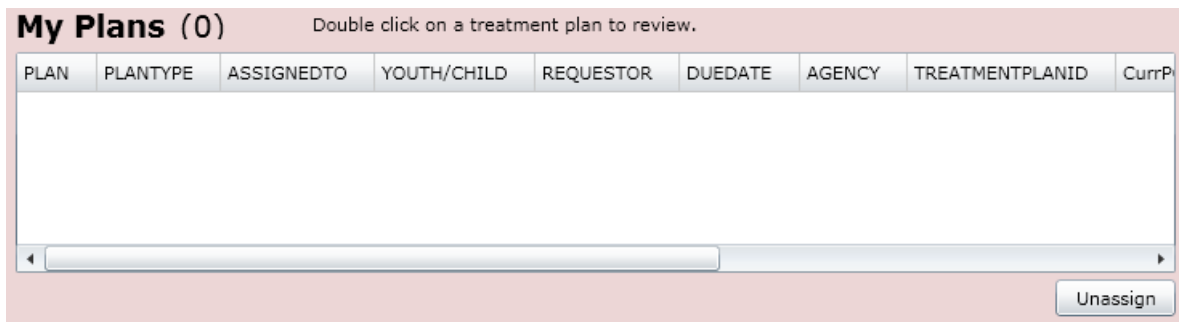 My Plans (0) Double click on a treatment plan to review.
PLAN PLANTYPE ASSIGNEDTO YOUTH/CHILD REQUESTOR DUEDATE AGENCY TREATMENTPLANID
Unassign